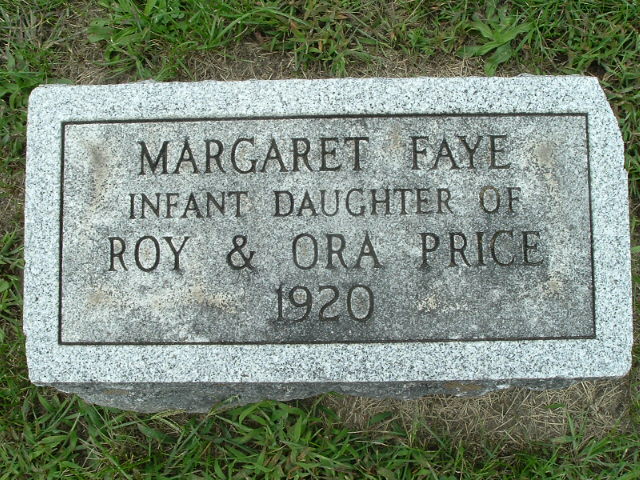 MARGARET FAYE
INFANT DAUGHTER OF
ROY & ORA PRICE
1920